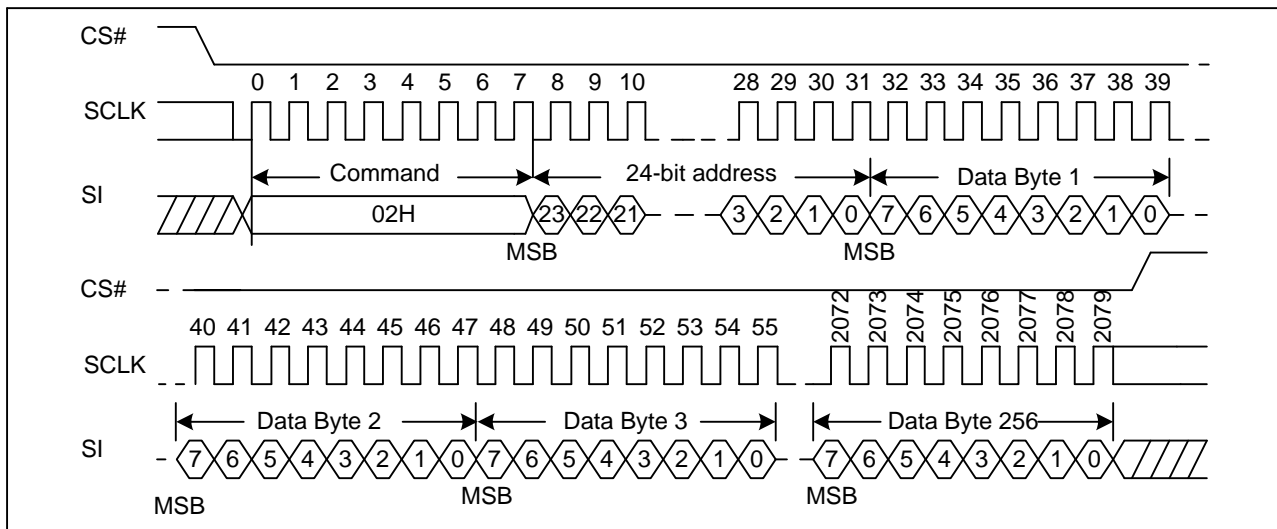 CS#
0 1 2 3 4 5 6 7 8 9 10 28 29 30 31 32 33 34 35 36 37 38 39
SCLK
Command 24-bit address Data Byte 1
SI
02H 23 22 21 3 2 1 0 7 6 5 4 3 2 1 0
MSB MSB
CS#
40 41 42 43 44 45 46 47 48 49 50 51 52 53 54 55 2072 2073 2074 2075 2076 2077 2078 2079
SCLK
Data Byte 2 Data Byte 3 Data Byte 256
SI
7 6 5 4 3 2 1 0 7 6 5 4 3 2 1 0 7 6 5 4 3 2 1 0
MSB MSB MSB